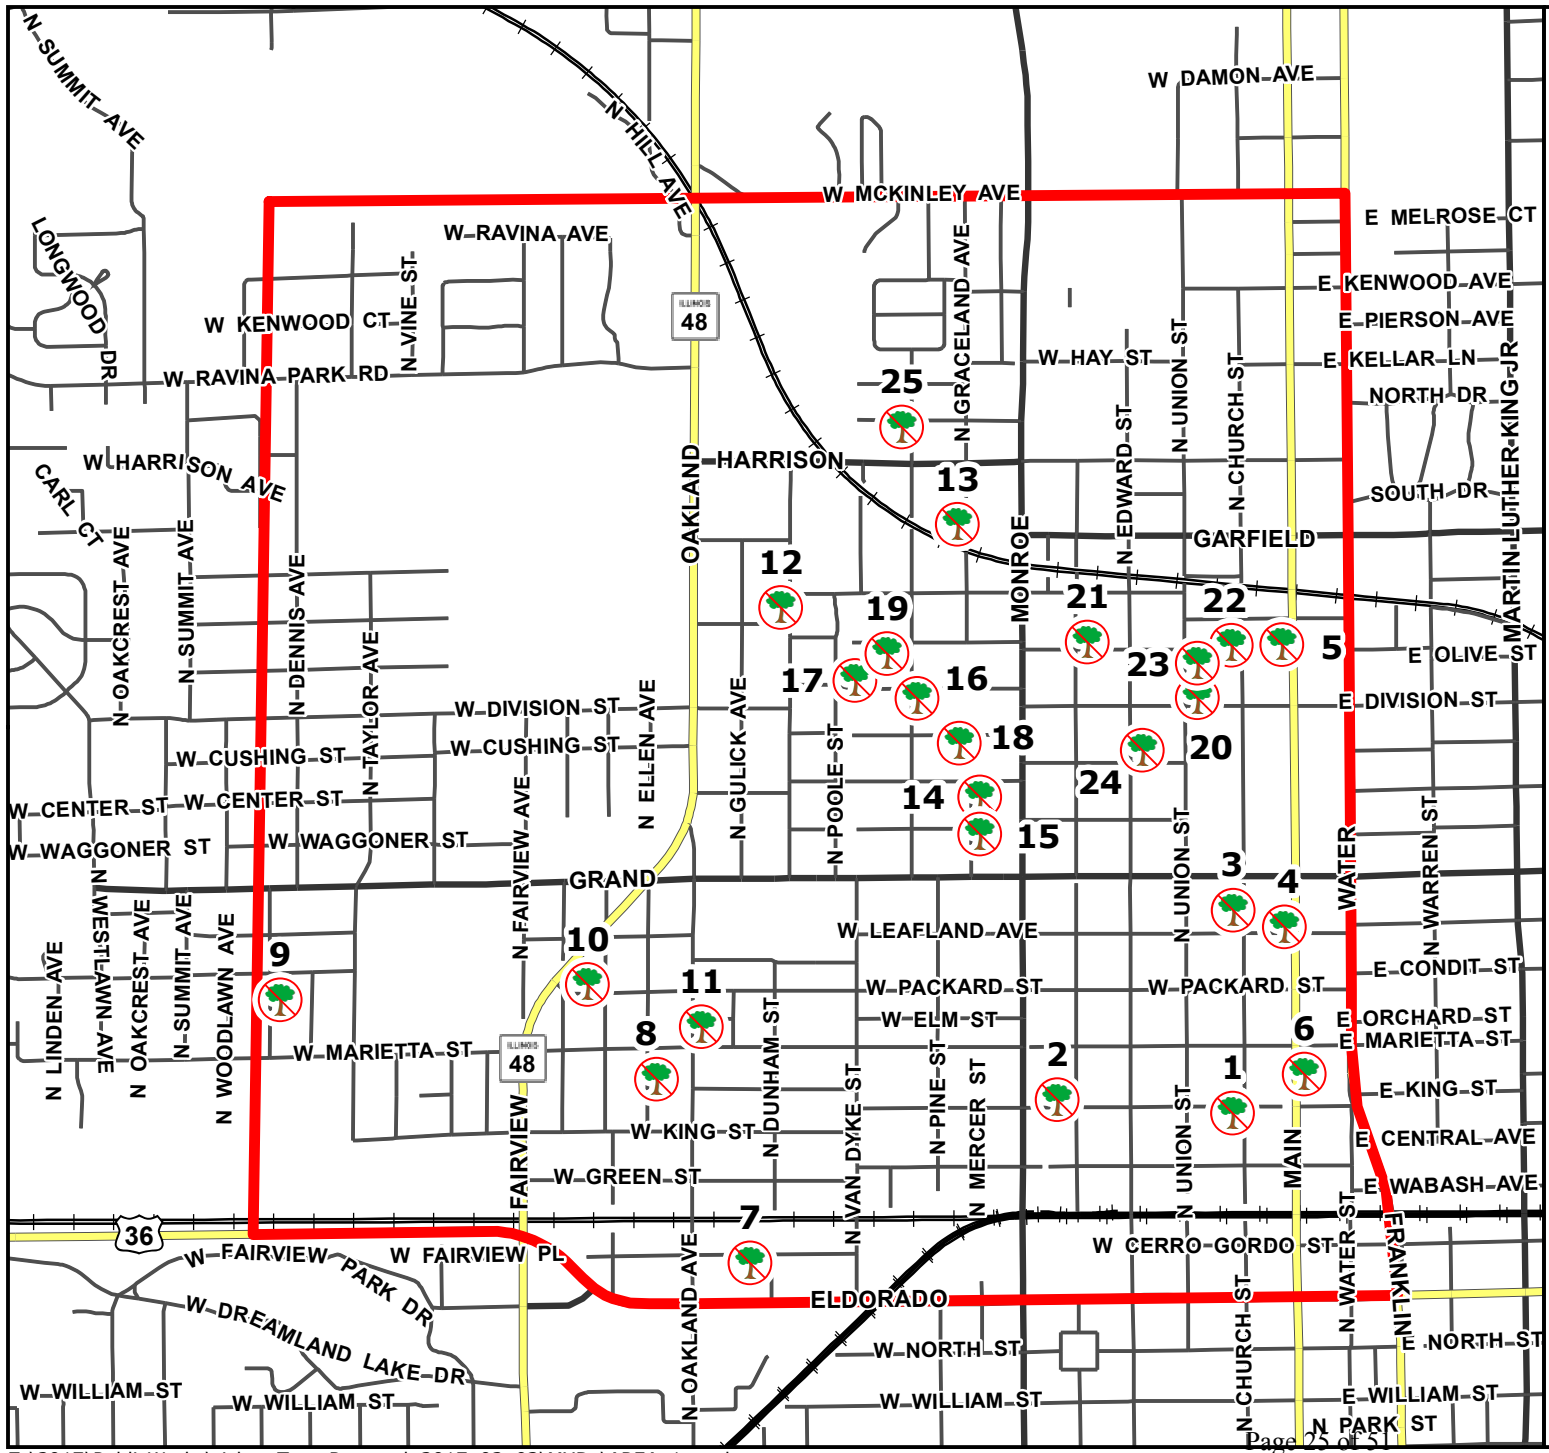 N SUMMIT AVE
W DAMON AVE
N HILL AVE
W MCKINLEY AVE
E MELROSE CT
LONGWOOD DR
W RAVINA AVE
N GRACELAND AVE
N VINE ST
E KENWOOD AVE
ILLINOIS
48
W KENWOOD CT
E PIERSON AVE
N UNION ST
W HAY ST
E KELLAR LN
N CHURCH ST
MARTIN LUTHER KING JR
W RAVINA PARK RD
25
NORTH DR
N EDWARD ST
OAKLAND
HARRISON
W HARRISON AVE
CARL CT
13
SOUTH DR
GARFIELD
MONROE
N OAKCREST AVE
N SUMMIT AVE
N DENNIS AVE
12
19
21
22
5
E OLIVE ST
N TAYLOR AVE
23
17
16
N ELLEN AVE
N GULICK AVE
W DIVISION ST
E DIVISION ST
W CUSHING ST
W CUSHING ST
N POOLE ST
18
20
24
N FAIRVIEW AVE
14
W CENTER ST
W CENTER ST
N UNION ST
WATER
N WARREN ST
15
W WAGGONER ST
W WAGGONER ST
GRAND
3
4
N WESTLAWN AVE
N OAKCREST AVE
N SUMMIT AVE
N WOODLAWN AVE
N LINDEN AVE
W LEAFLAND AVE
9
10
E CONDIT ST
11
W PACKARD ST
W PACKARD ST
N DUNHAM ST
W ELM ST
E ORCHARD ST
8
6
E MARIETTA ST
W MARIETTA ST
ILLINOIS
48
2
1
N VAN DYKE ST
N PINE ST
N MERCER ST
N UNION ST
E KING ST
FAIRVIEW
W KING ST
MAIN
E CENTRAL AVE
W GREEN ST
E WABASH AVE
7
36
N WATER ST
FRANKLIN
W FAIRVIEW PARK DR
W FAIRVIEW PL
N OAKLAND AVE
W CERRO GORDO ST
N CHURCH ST
ELDORADO
W DREAMLAND LAKE DR
W NORTH ST
E NORTH ST
W WILLIAM ST
W WILLIAM ST
W WILLIAM ST
E WILLIAM ST
N PARK ST
Page 25 of 51